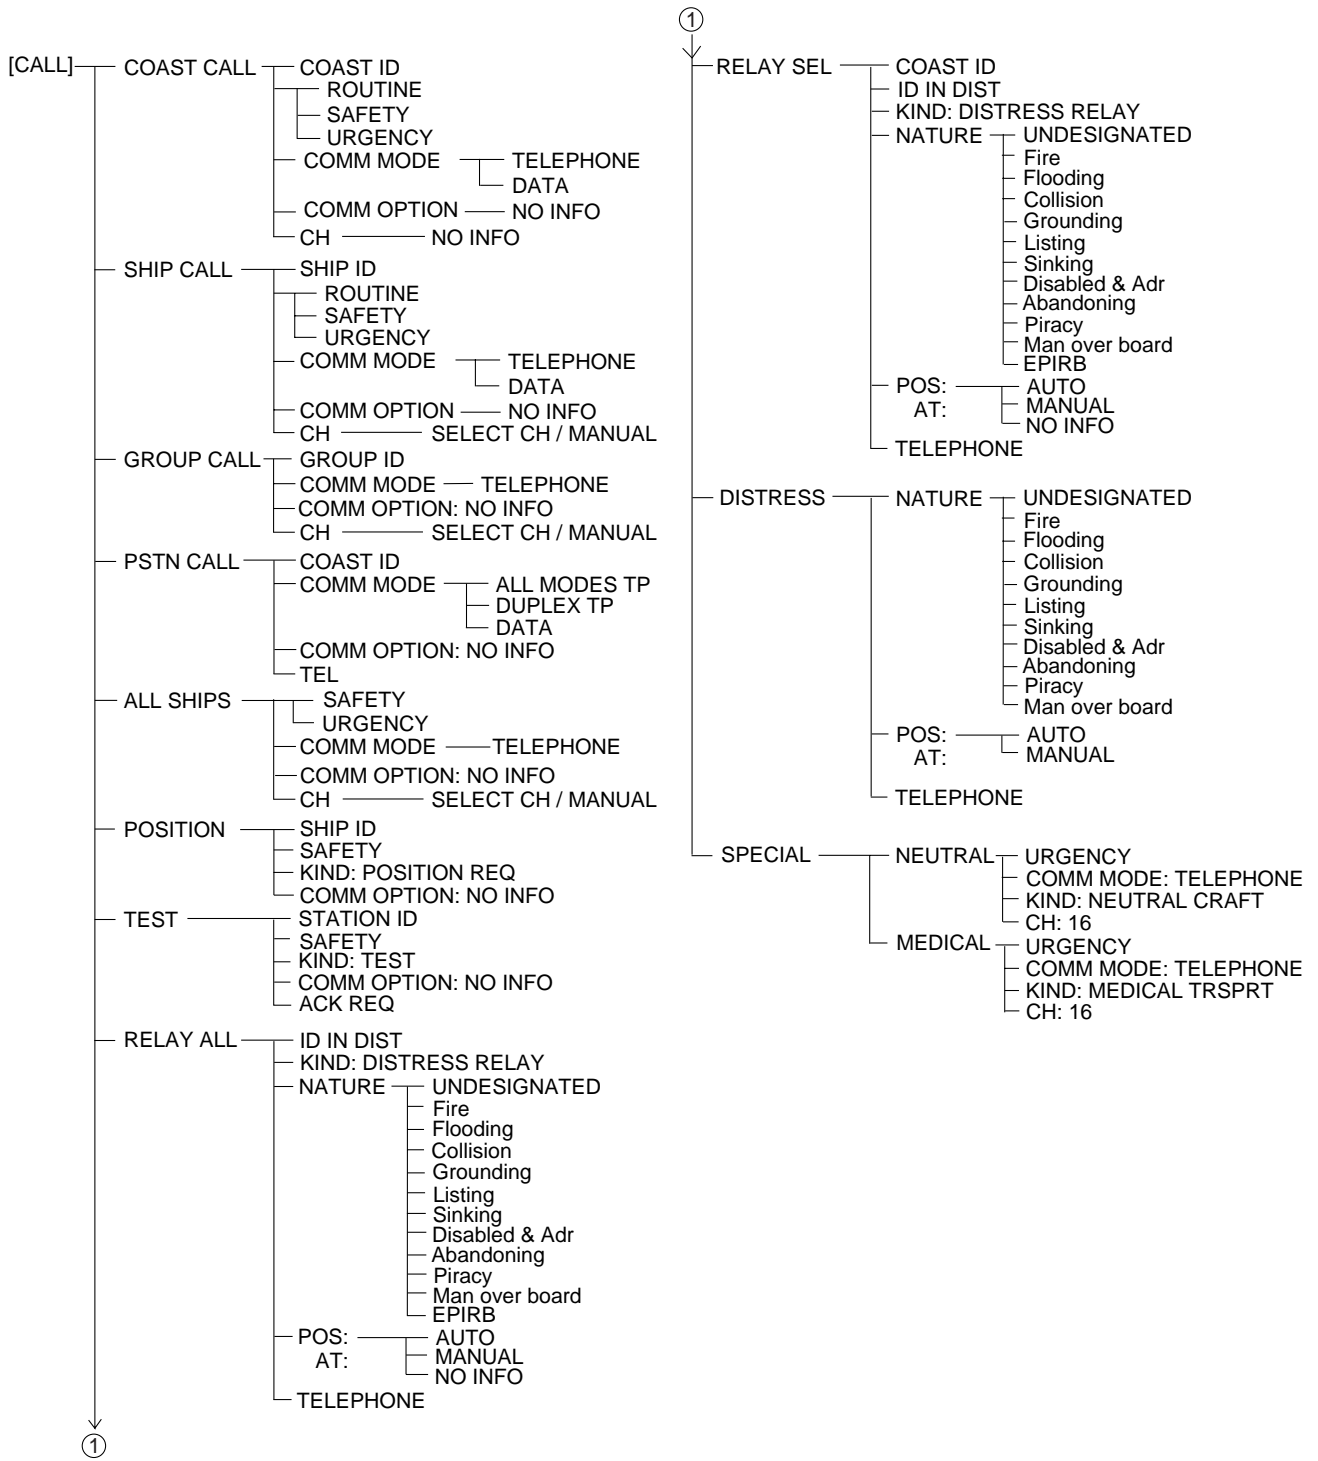 [CALL]
COAST CALL
COAST ID
ROUTINE
SAFETY
URGENCY
COMM MODE
TELEPHONE
DATA
COMM OPTION
NO INFO
CH
NO INFO
SHIP CALL
SHIP ID
ROUTINE
SAFETY
URGENCY
COMM MODE
TELEPHONE
DATA
COMM OPTION
NO INFO
CH
SELECT CH / MANUAL
GROUP CALL
GROUP ID
COMM MODE
TELEPHONE
COMM OPTION: NO INFO
CH
SELECT CH / MANUAL
PSTN CALL
COAST ID
COMM MODE
ALL MODES TP
DUPLEX TP
DATA
COMM OPTION: NO INFO
TEL
ALL SHIPS
SAFETY
URGENCY
COMM MODE
TELEPHONE
COMM OPTION: NO INFO
CH
SELECT CH / MANUAL
POSITION
SHIP ID
SAFETY
KIND: POSITION REQ
COMM OPTION: NO INFO
TEST
STATION ID
SAFETY
KIND: TEST
COMM OPTION: NO INFO
ACK REQ
RELAY ALL
ID IN DIST
KIND: DISTRESS RELAY
NATURE
UNDESIGNATED
Fire
Flooding
Collision
Grounding
Listing
Sinking
Disabled & Adr
Abandoning
Piracy
Man over board
EPIRB
POS:
AT:
AUTO
MANUAL
NO INFO
TELEPHONE
1
1
RELAY SEL
COAST ID
ID IN DIST
KIND: DISTRESS RELAY
NATURE
UNDESIGNATED
Fire
Flooding
Collision
Grounding
Listing
Sinking
Disabled & Adr
Abandoning
Piracy
Man over board
EPIRB
POS:
AT:
AUTO
MANUAL
NO INFO
TELEPHONE
DISTRESS
NATURE
UNDESIGNATED
Fire
Flooding
Collision
Grounding
Listing
Sinking
Disabled & Adr
Abandoning
Piracy
Man over board
POS:
AT:
AUTO
MANUAL
TELEPHONE
SPECIAL
NEUTRAL
URGENCY
COMM MODE: TELEPHONE
KIND: NEUTRAL CRAFT
CH: 16
MEDICAL
URGENCY
COMM MODE: TELEPHONE
KIND: MEDICAL TRSPRT
CH: 16